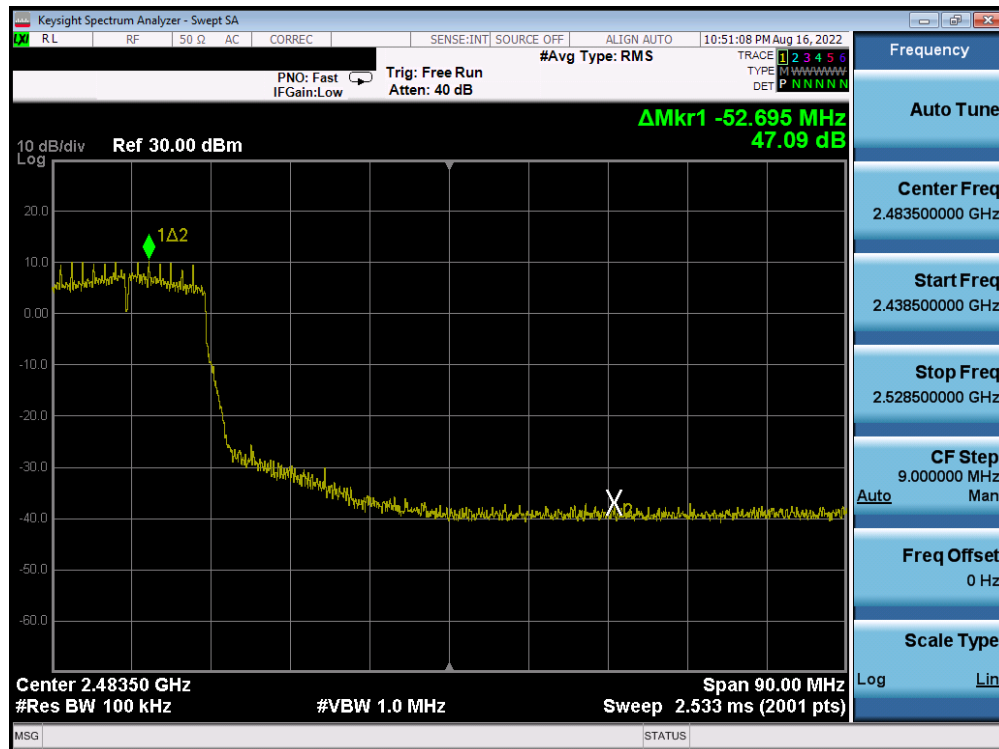 Keysight Spectrum Analyzer - Swept SA
LXI RL RF 50 Ω AC CORREC SENSE:INT SOURCE OFF ALIGN AUTO 10:51:08 PM Aug 16, 2022
#Avg Type: RMS
TRACE 1 2 3 4 5 6
PNO: Fast
Trig: Free Run
TYPE M WWWWW
IFGain:Low
Atten: 40 dB
DET P N N N N N
ΔMkr1 -52.695 MHz
47.09 dB
10 dB/div Ref 30.00 dBm
Log
20.0
1Δ2
10.0
0.00
-10.0
-20.0
-30.0
-40.0
-50.0
-60.0
Center 2.48350 GHz
Span 90.00 MHz
#Res BW 100 kHz
#VBW 1.0 MHz
Sweep 2.533 ms (2001 pts)
MSG
STATUS
Frequency
Auto Tune
Center Freq
2.483500000 GHz
Start Freq
2.438500000 GHz
Stop Freq
2.528500000 GHz
CF Step
9.000000 MHz
Auto Man
Freq Offset
0 Hz
Scale Type
Log Lin